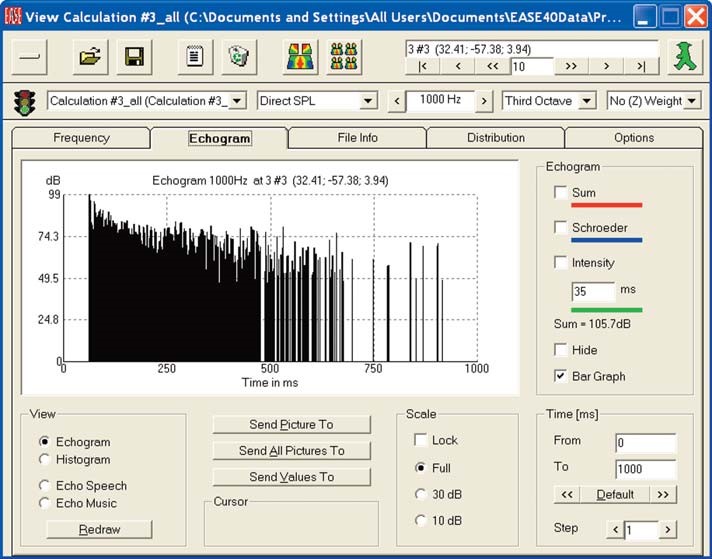 EASE View Calculation #3_all (C:\Documents and Settings\All Users\Documents\EASE40Data\Pr...
3 #3 (32.41; -57.38; 3.94)
|< < << 10 >> > >|
Calculation #3_all (Calculation #3_ Direct SPL < 1000 Hz > Third Octave No (Z) Weight
Frequency Echogram File Info Distribution Options
dB Echogram 1000Hz at 3 #3 (32.41; -57.38; 3.94)
99
74.3
49.5
24.8
0
0 250 500 750 1000
Time in ms
Echogram
Sum
Schroeder
Intensity
35 ms
Sum = 105.7dB
Hide
Bar Graph
View
Echogram
Histogram
Echo Speech
Echo Music
Redraw
Send Picture To
Send All Pictures To
Send Values To
Cursor
Scale
Lock
Full
30 dB
10 dB
Time [ms]
From 0
To 1000
<< Default >>
Step < 1 >